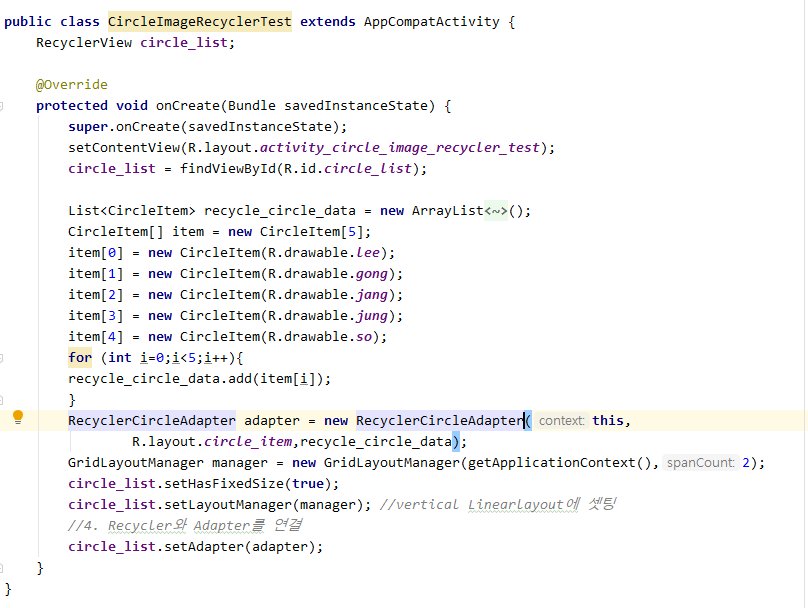 public class CircleImageRecyclerTest extends AppCompatActivity {
    RecyclerView circle_list;

    @Override
    protected void onCreate(Bundle savedInstanceState) {
        super.onCreate(savedInstanceState);
        setContentView(R.layout.activity_circle_image_recycler_test);
        circle_list = findViewById(R.id.circle_list);

        List<CircleItem> recycle_circle_data = new ArrayList<~>();
        CircleItem[] item = new CircleItem[5];
        item[0] = new CircleItem(R.drawable.lee);
        item[1] = new CircleItem(R.drawable.gong);
        item[2] = new CircleItem(R.drawable.jang);
        item[3] = new CircleItem(R.drawable.jung);
        item[4] = new CircleItem(R.drawable.so);
        for (int i=0;i<5;i++){
        recycle_circle_data.add(item[i]);
        }
        RecyclerCircleAdapter adapter = new RecyclerCircleAdapter( context: this,
                R.layout.circle_item,recycle_circle_data);
        GridLayoutManager manager = new GridLayoutManager(getApplicationContext(), spanCount: 2);
        circle_list.setHasFixedSize(true);
        circle_list.setLayoutManager(manager); //vertical Linearlayout에 셋팅
        //4. Recycler와 Adapter를 연결
        circle_list.setAdapter(adapter);
    }
}